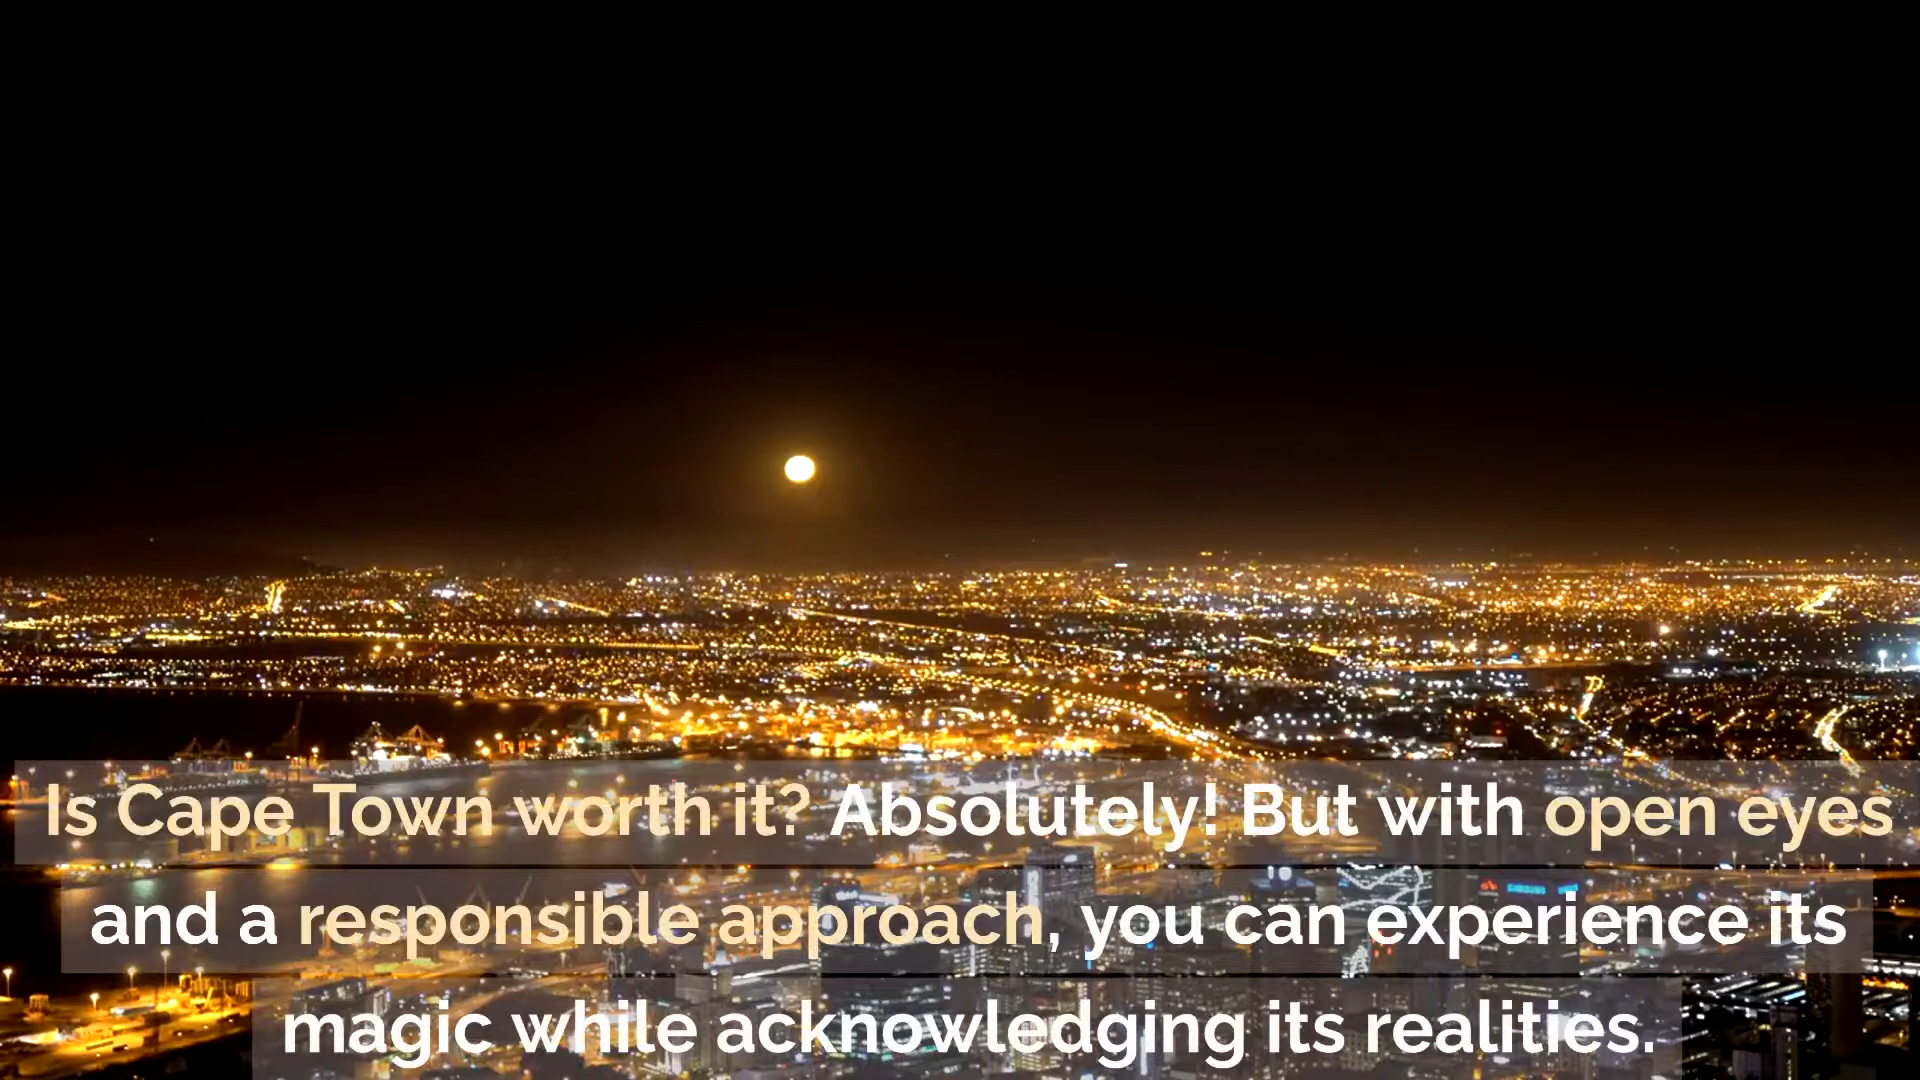 Is Cape Town worth it? Absolutely! But with open eyes
and a responsible approach, you can experience its
magic while acknowledging its realities.